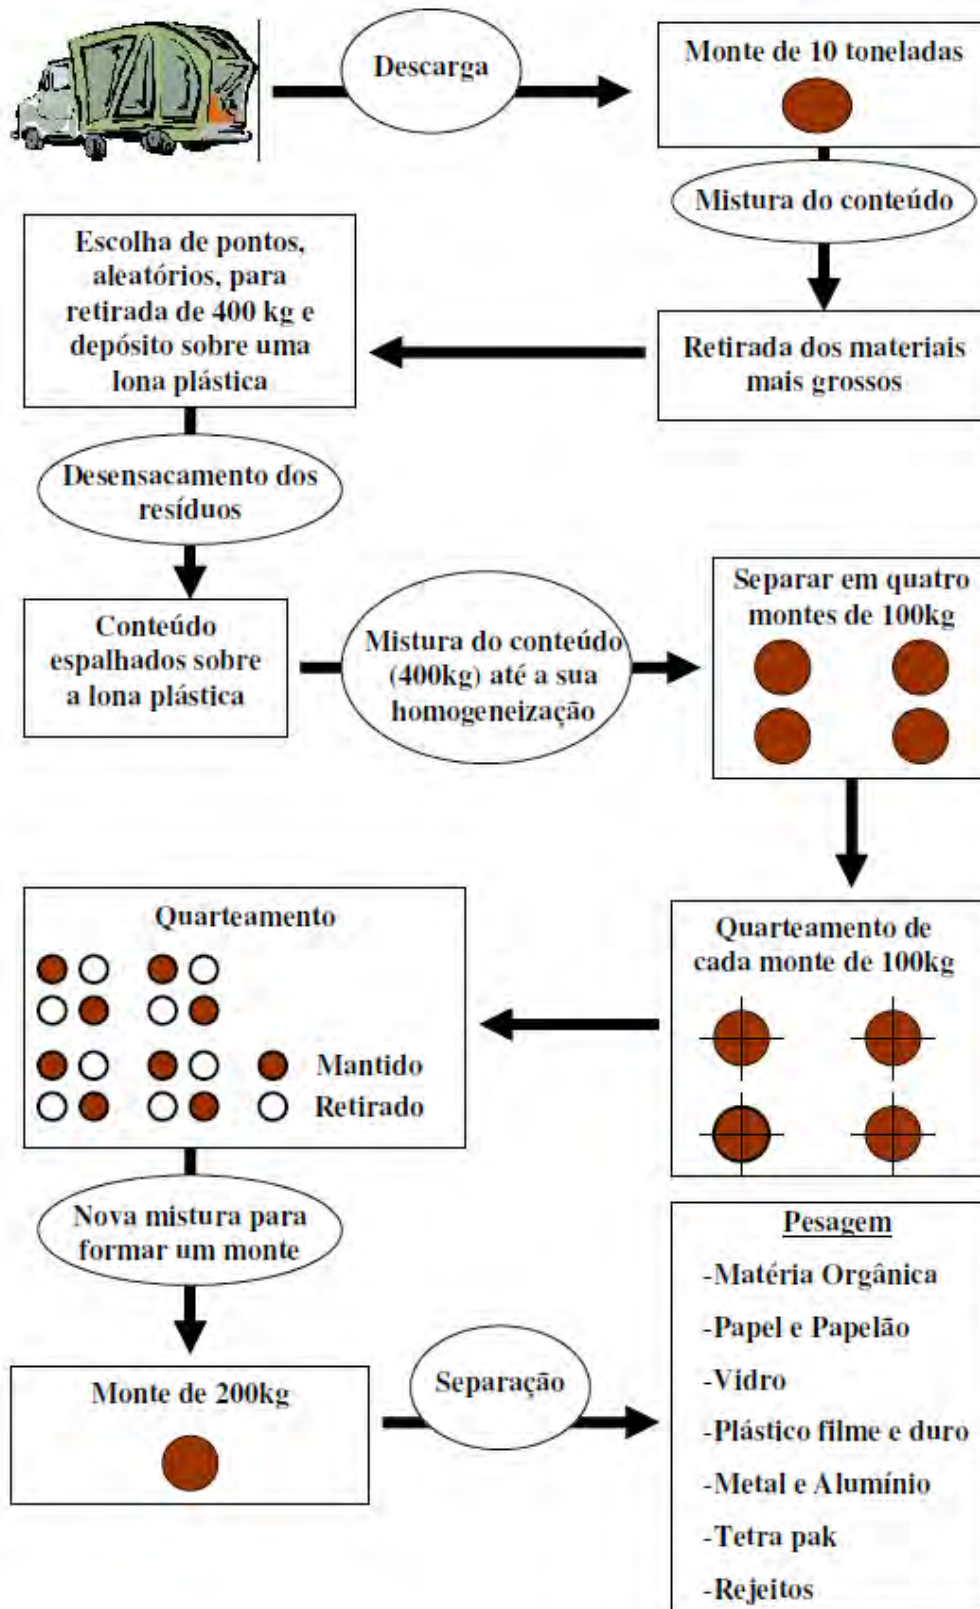 Descarga
Monte de 10 toneladas
Mistura do conteúdo
Retirada dos materiais
mais grossos
Escolha de pontos,
aleatórios, para
retirada de 400 kg e
depósito sobre uma
lona plástica
Desensacamento dos
resíduos
Conteúdo
espalhados sobre
a lona plástica
Mistura do conteúdo
(400kg) até a sua
homogeneização
Separar em quatro
montes de 100kg
Quarteamento de
cada monte de 100kg
Quarteamento
Mantido
Retirado
Nova mistura para
formar um monte
Monte de 200kg
Separação
Pesagem
-Matéria Orgânica
-Papel e Papelão
-Vidro
-Plástico filme e duro
-Metal e Alumínio
-Tetra pak
-Rejeitos